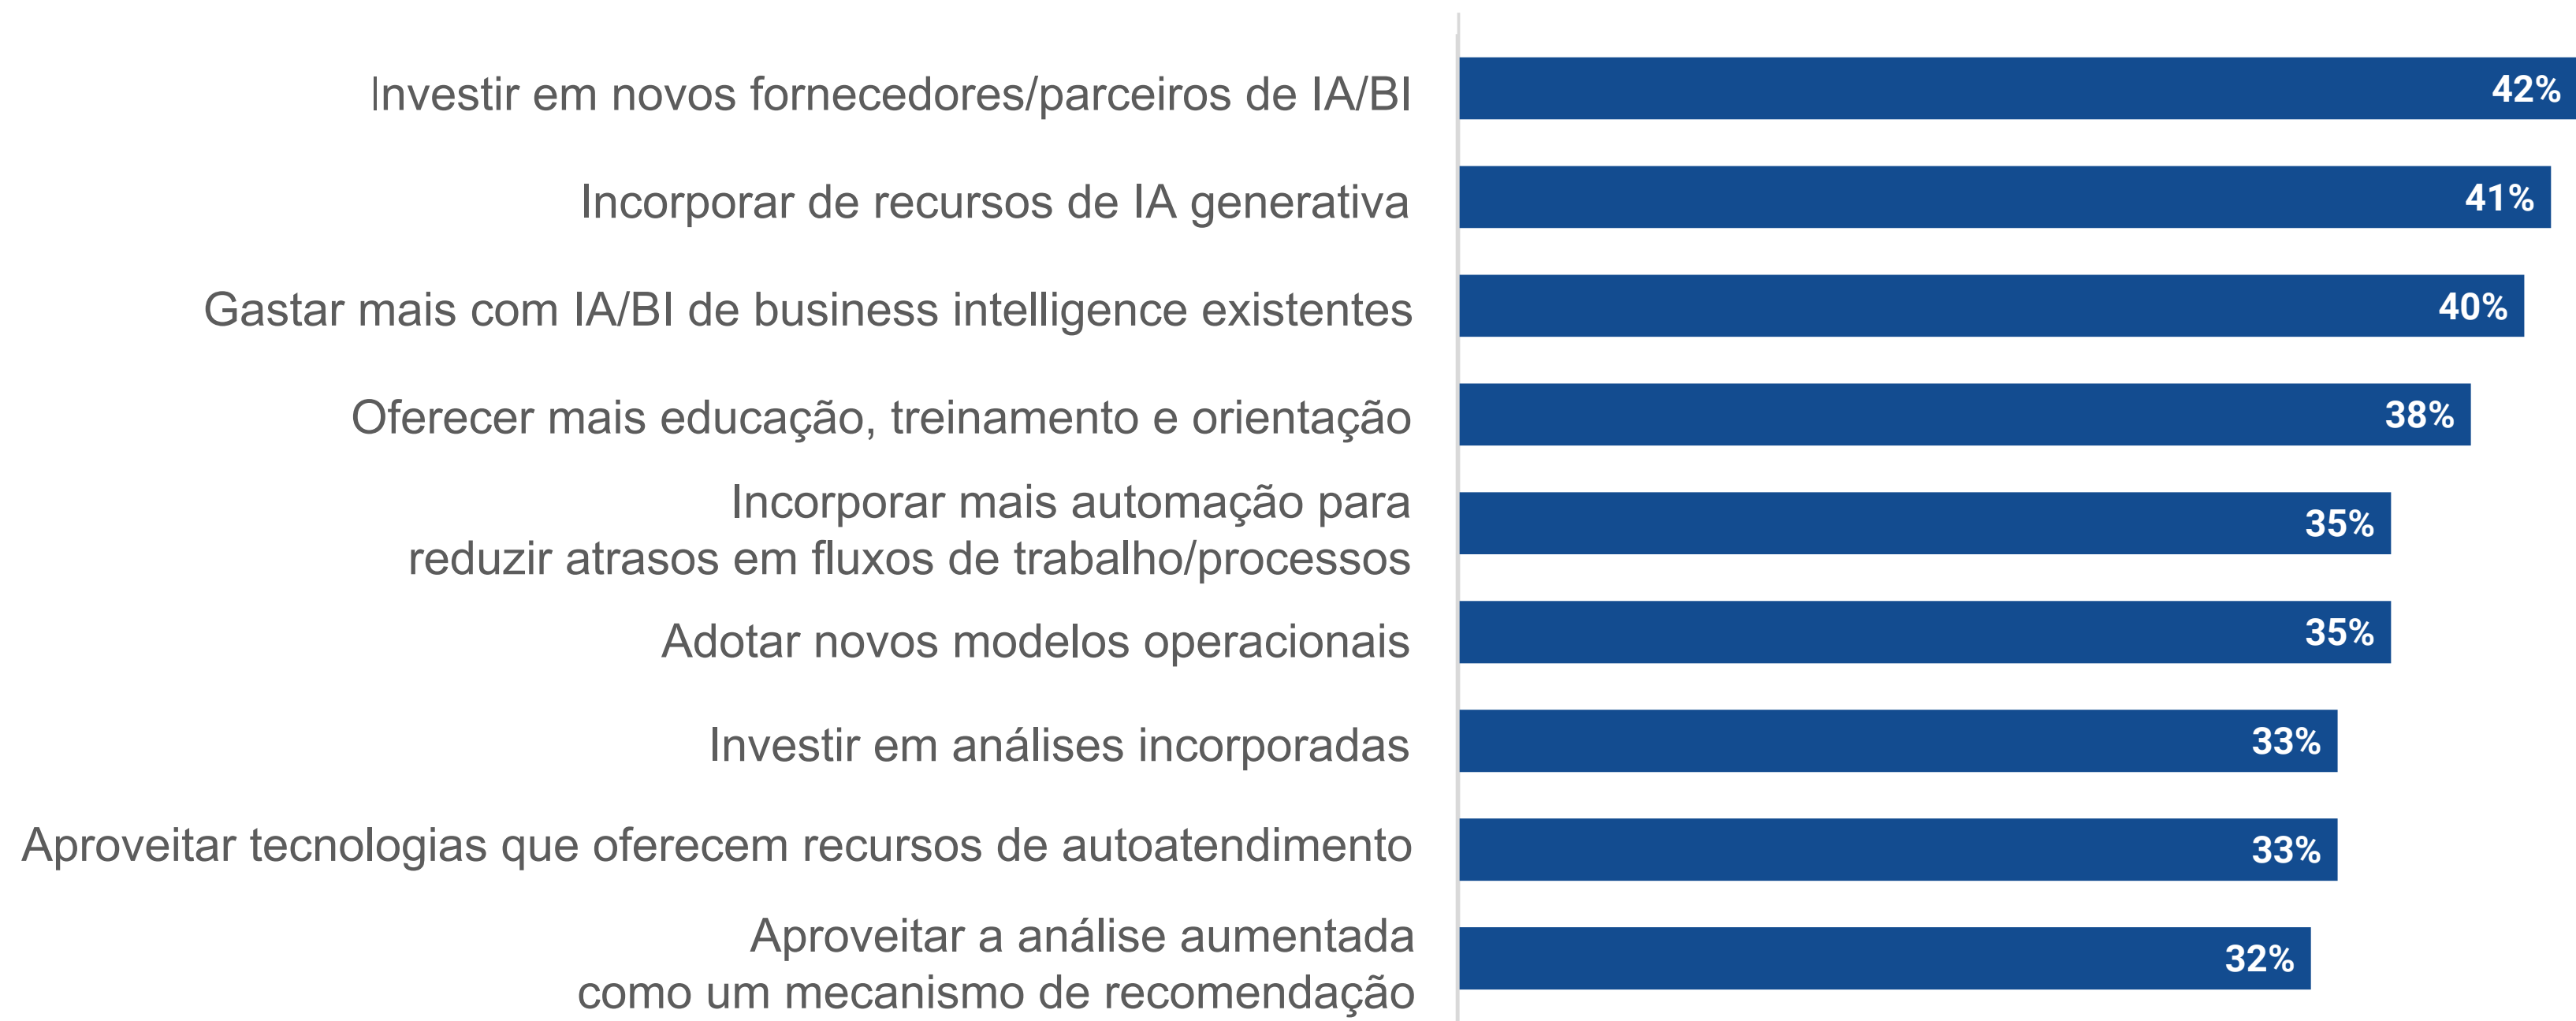 Investir em novos fornecedores/parceiros de IA/BI
42%
Incorporar de recursos de IA generativa
41%
Gastar mais com IA/BI de business intelligence existentes
40%
Oferecer mais educação, treinamento e orientação
38%
Incorporar mais automação para
reduzir atrasos em fluxos de trabalho/processos
35%
Adotar novos modelos operacionais
35%
Investir em análises incorporadas
33%
Aproveitar tecnologias que oferecem recursos de autoatendimento
33%
Aproveitar a análise aumentada
como um mecanismo de recomendação
32%